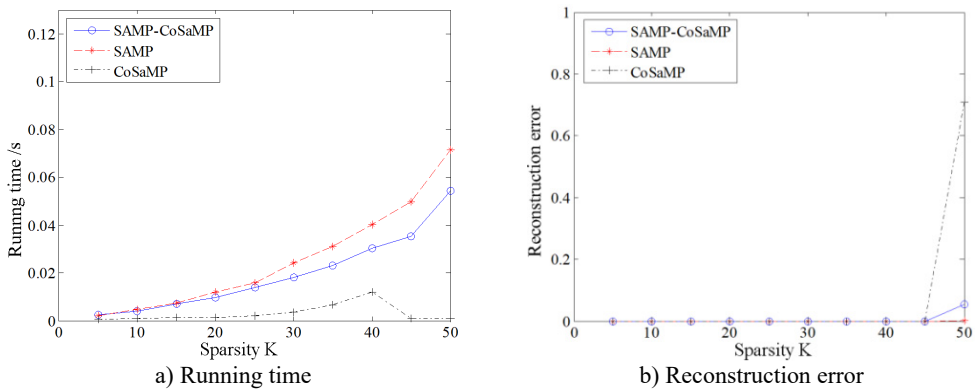 0.12
0.1
0.08
0.06
0.04
0.02
0
0
10
20
30
40
50
Runnng time /s
Sparsity K
SAMP-CoSaMP
SAMP
CoSaMP
a) Running time
1
0.8
0.6
0.4
0.2
0
0
10
20
30
40
50
Reconstruction error
Sparsity K
SAMP-CoSaMP
SAMP
CoSaMP
b) Reconstruction error